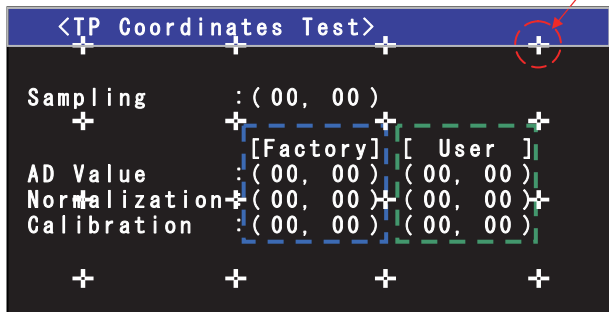 <TP Coordinates Test>
Sampling :(00, 00)
[Factory] [ User ]
AD Value :(00, 00) (00, 00)
Normalization:(00, 00) (00, 00)
Calibration :(00, 00) (00, 00)